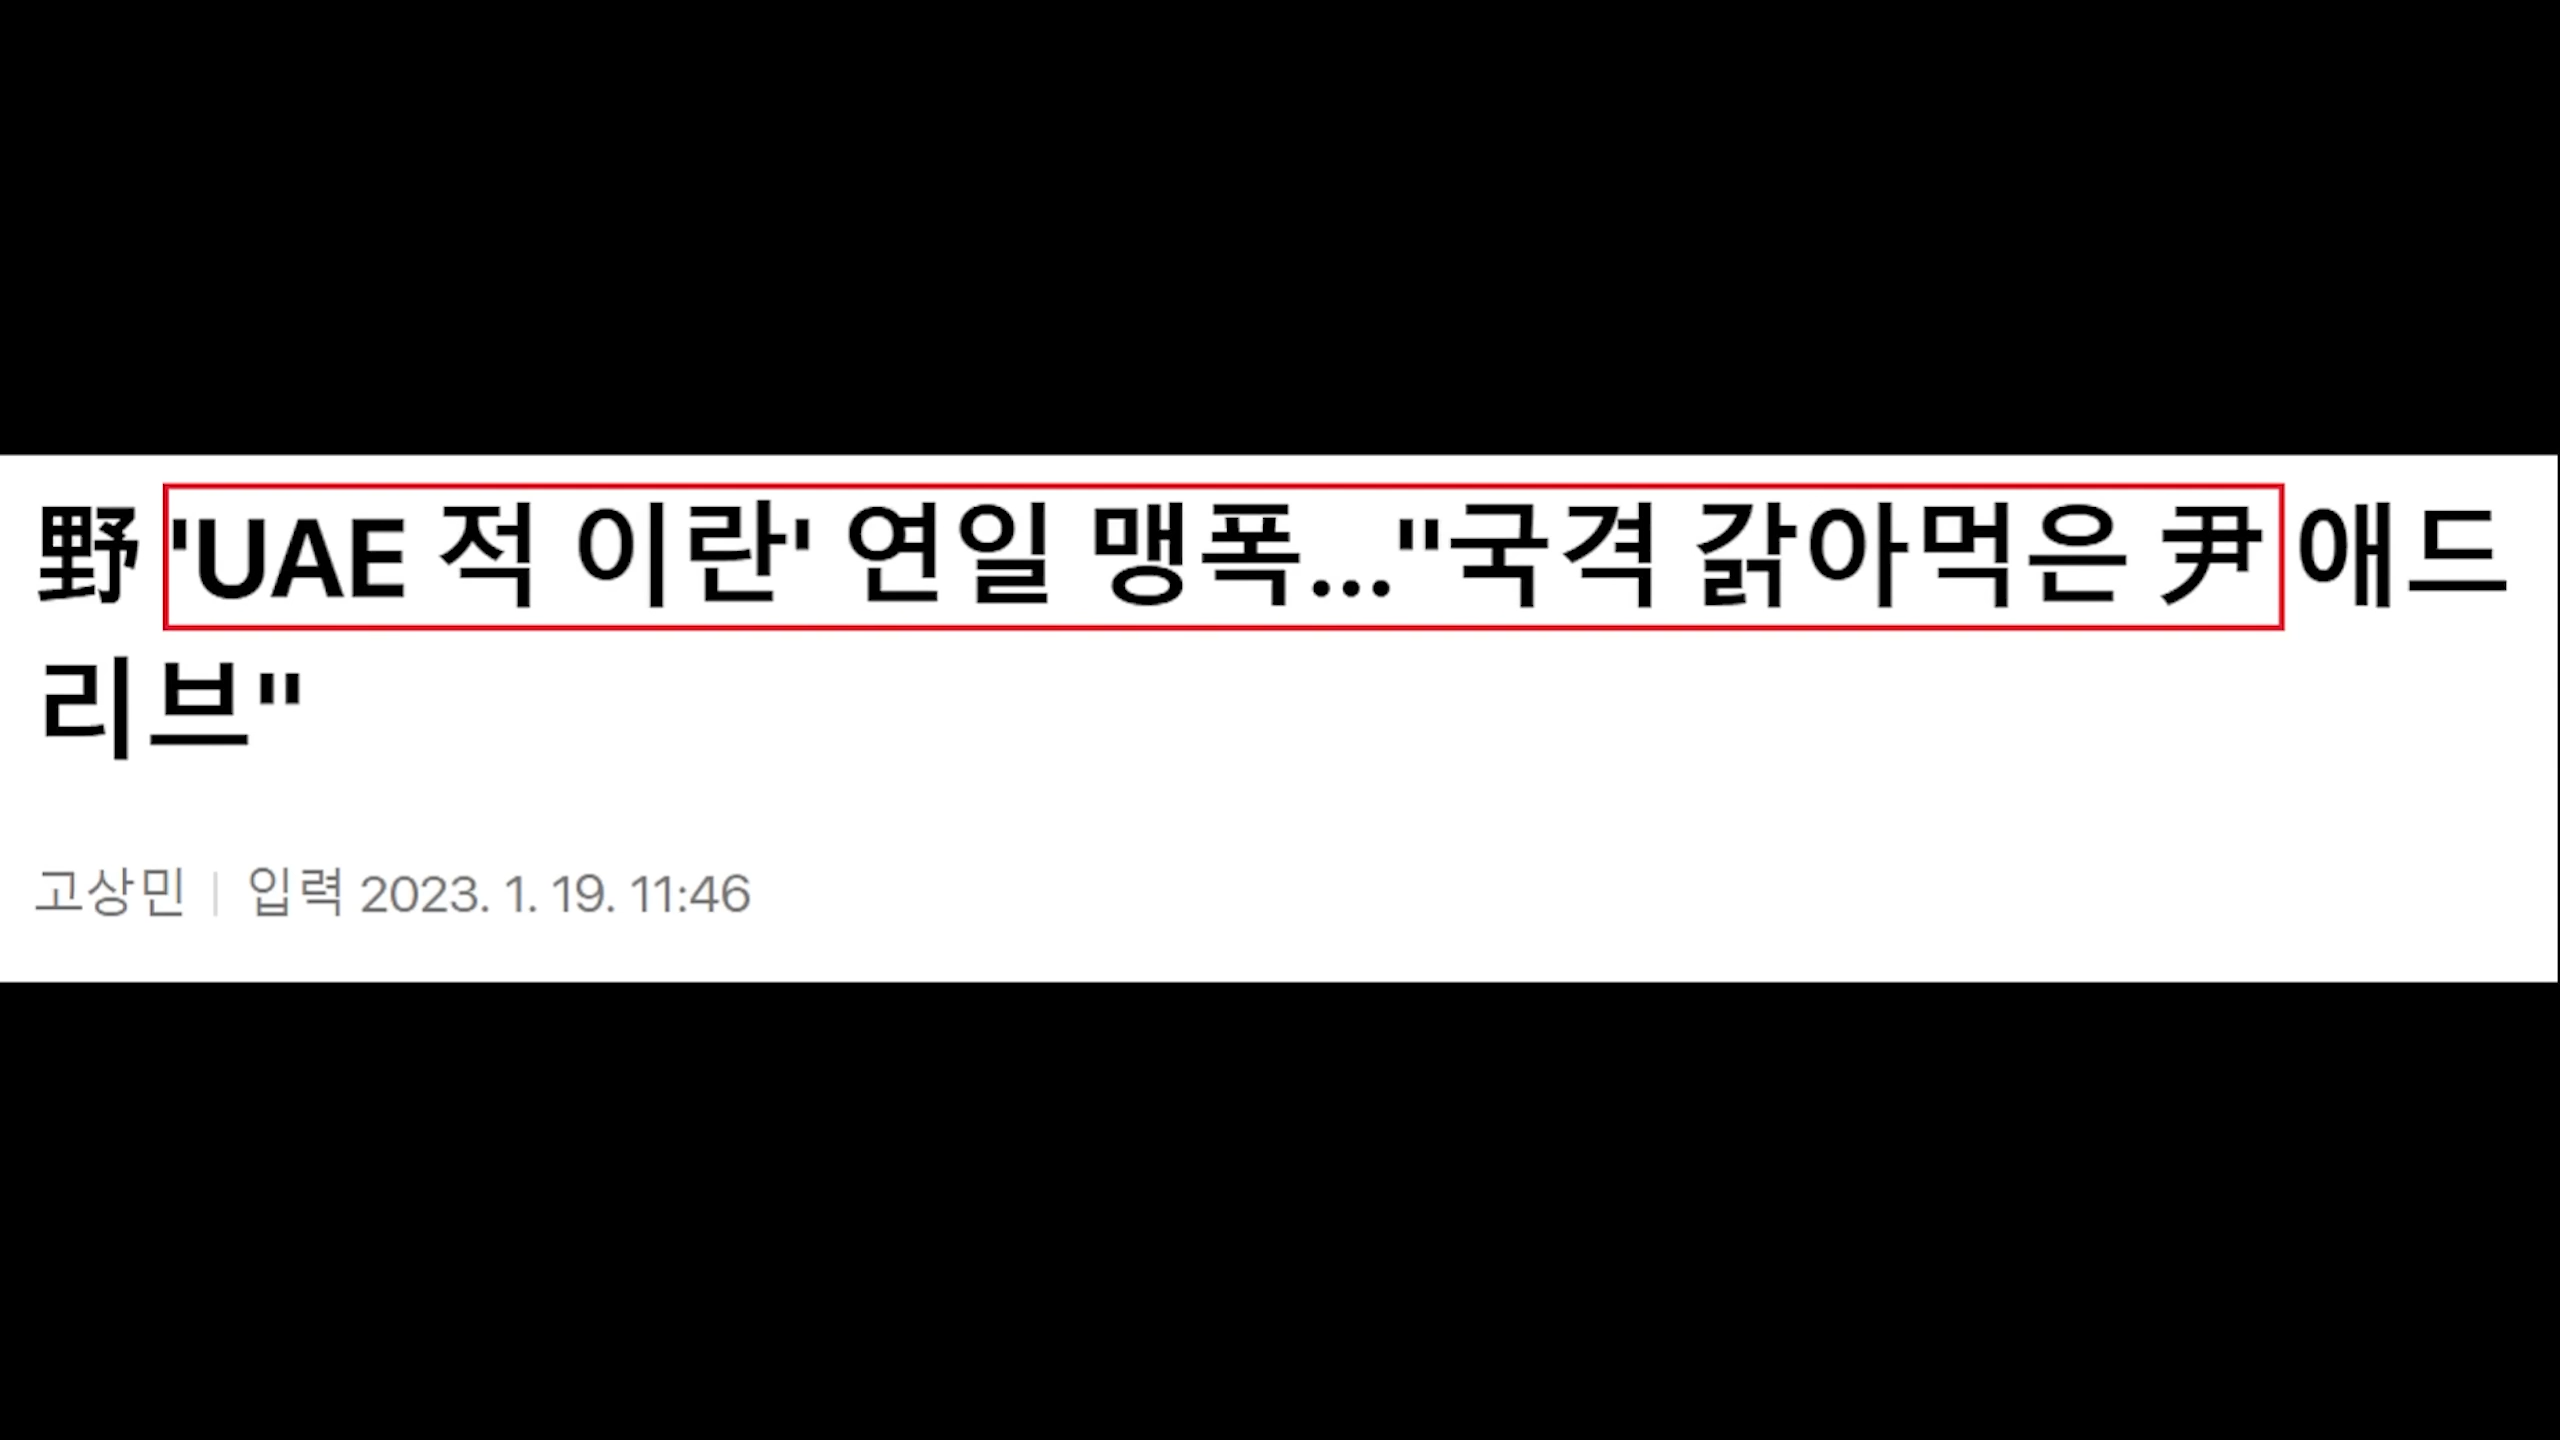 野 'UAE 적 이란' 연일 맹폭..."국격 갉아먹은 尹 애드
리브"
고상민 | 입력 2023. 1. 19. 11:46